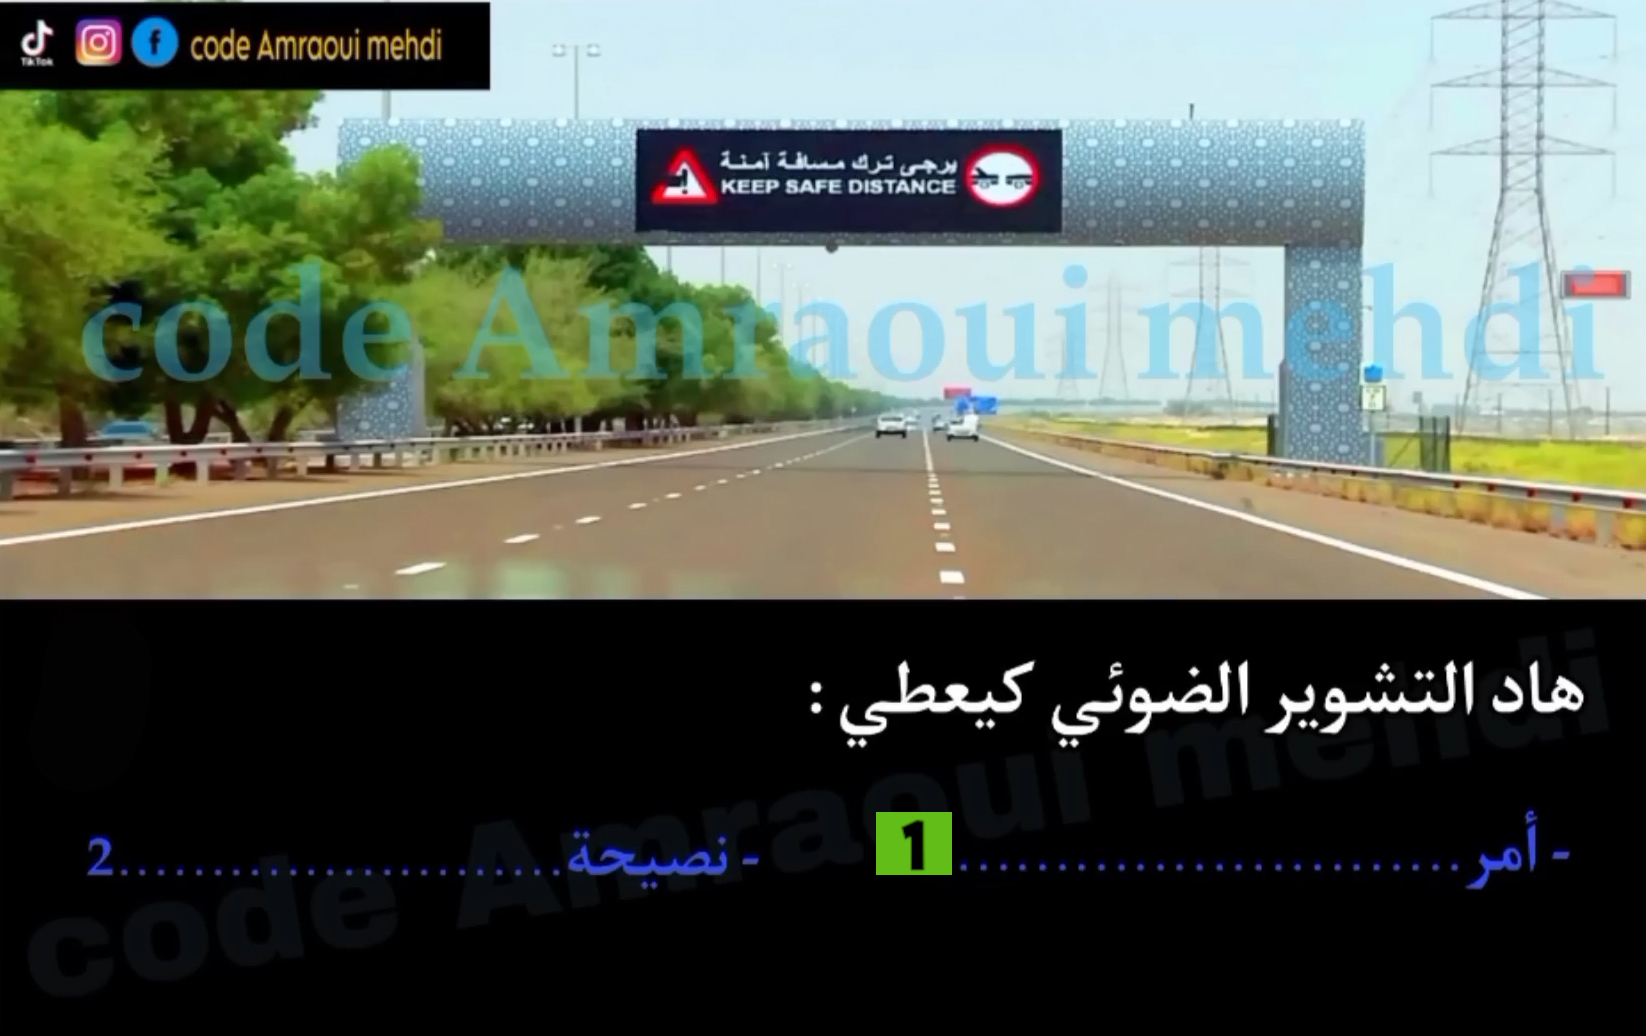 TikTok code Amraoui mehdi
يرجى ترك مسافة آمنة
KEEP SAFE DISTANCE
code Amraoui mehdi
هاد التشوير الضوئي كيعطي :
- أمر..............................1
- نصيحة........................2
code Amraoui mehdi